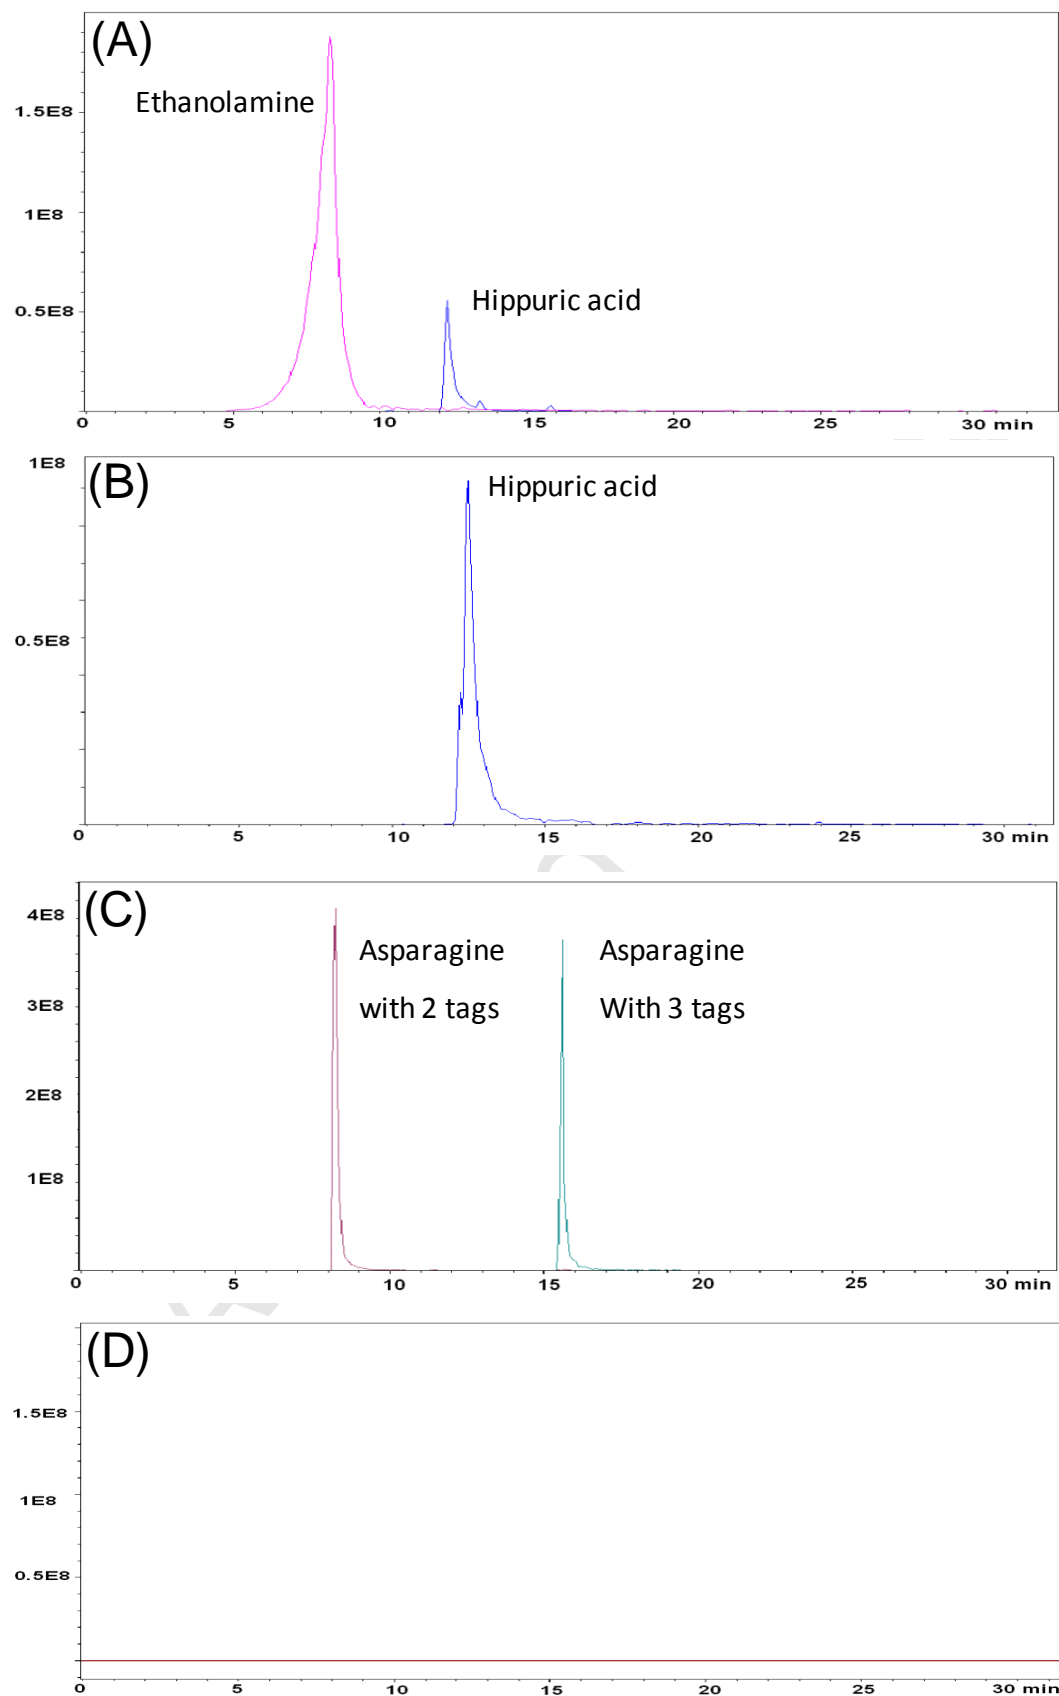 (A)
Ethanolamine
1.5E8
1E8
Hippuric acid
0.5E8
0 5 10 15 20 25 30 min
1E8
(B)
Hippuric acid
0.5E8
0 5 10 15 20 25 30 min
(C)
4E8
Asparagine Asparagine
with 2 tags With 3 tags
3E8
2E8
1E8
0 5 10 15 20 25 30 min
(D)
1.5E8
1E8
0.5E8
0 5 10 15 20 25 30 min